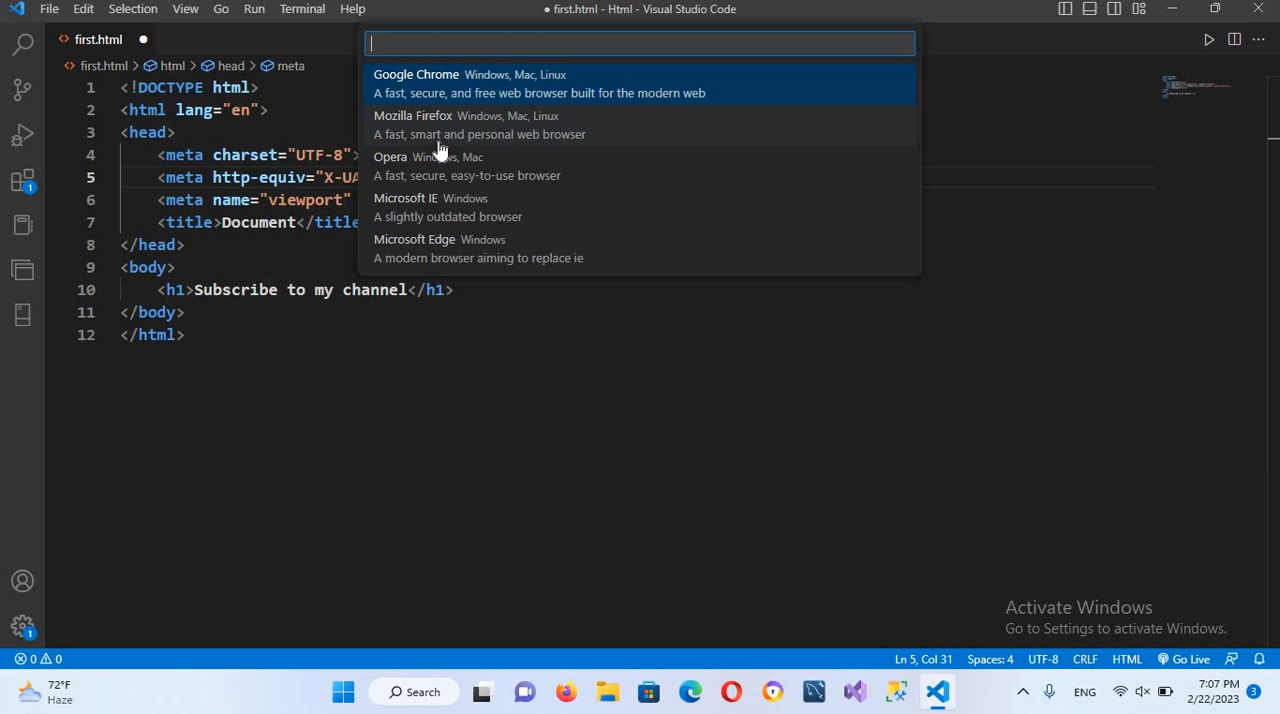 File Edit Selection View Go Run Terminal Help
● first.html - Html - Visual Studio Code
first.html ●
first.html > html > head > meta
Google Chrome Windows, Mac, Linux
A fast, secure, and free web browser built for the modern web
Mozilla Firefox Windows, Mac, Linux
A fast, smart and personal web browser
Opera Windows, Mac
A fast, secure, easy-to-use browser
Microsoft IE Windows
A slightly outdated browser
Microsoft Edge Windows
A modern browser aiming to replace ie
1 <!DOCTYPE html>
2 <html lang="en">
3 <head>
4 <meta charset="UTF-8">
5 <meta http-equiv="X-UA
6 <meta name="viewport"
7 <title>Document</title
8 </head>
9 <body>
10 <h1>Subscribe to my channel</h1>
11 </body>
12 </html>
1
1
Activate Windows
Go to Settings to activate Windows.
0 0
Ln 5, Col 31 Spaces: 4 UTF-8 CRLF HTML Go Live
72°F
Haze
Search
ENG
7:07 PM
2/22/2023
3